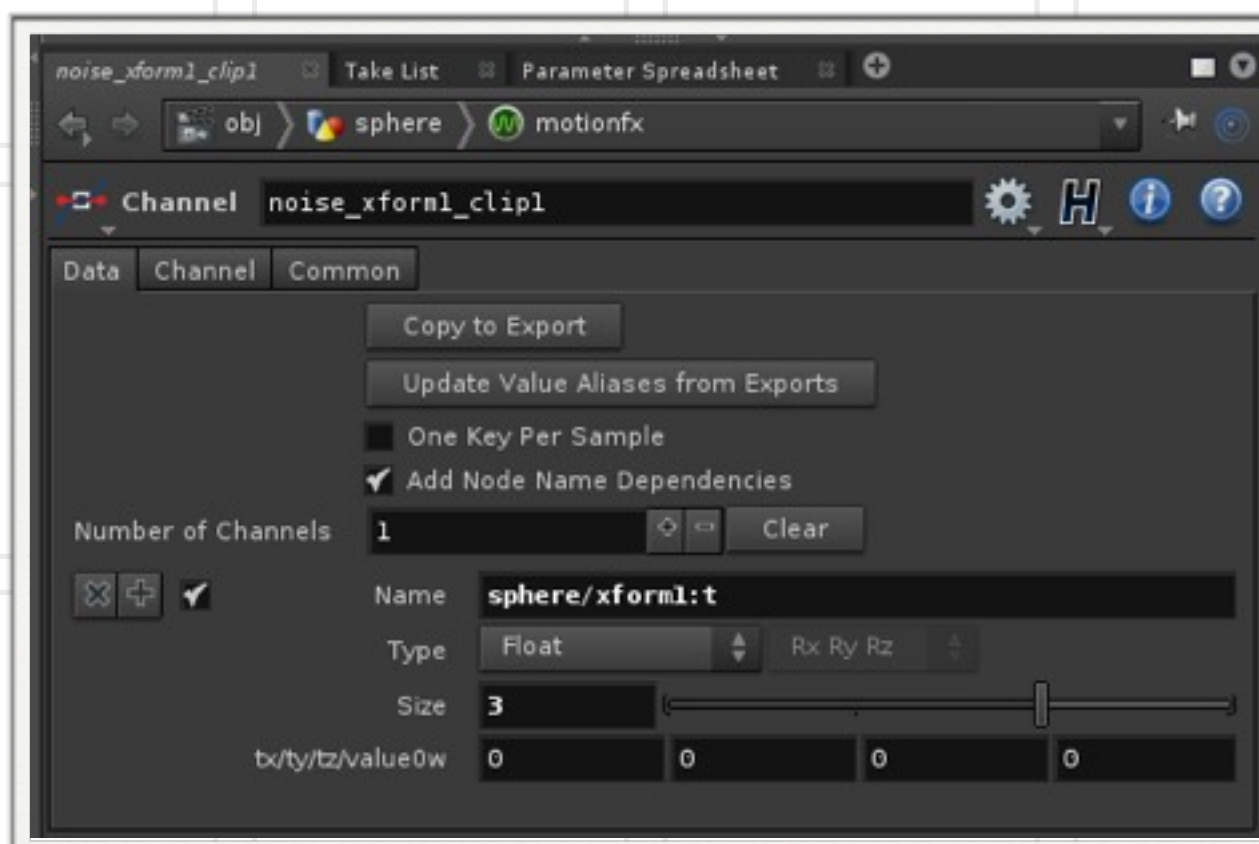 noise_xform1_clip1 Take List Parameter Spreadsheet
obj sphere motionfx
Channel noise_xform1_clip1
Data Channel Common
Copy to Export
Update Value Aliases from Exports
One Key Per Sample
Add Node Name Dependencies
Number of Channels 1 Clear
Name sphere/xform1:t
Type Float Rx Ry Rz
Size 3
tx/ty/tz/value0w 0 0 0 0